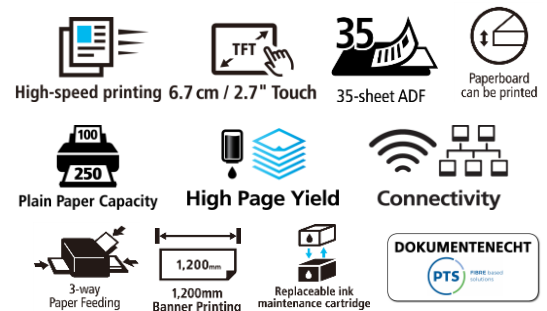 TFT
35
High-speed printing
6.7 cm / 2.7" Touch
35-sheet ADF
Paperboard
can be printed
100
250
Plain Paper Capacity
High Page Yield
Connectivity
3-way
Paper Feeding
1,200mm
1,200mm
Banner Printing
Replaceable ink
maintenance cartridge
DOKUMENTENECHT
PTS
FIBRE based
solutions